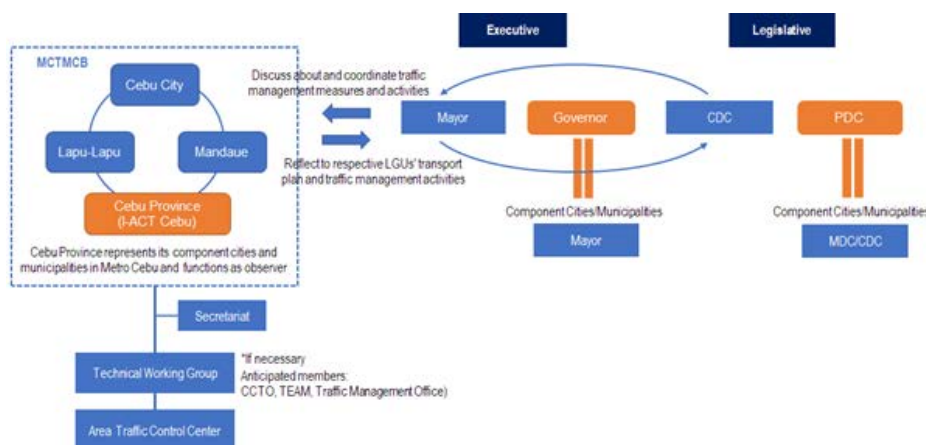 Executive
Legislative
MCTMCB
Cebu City
Lapu-Lapu
Mandaue
Cebu Province
(I-ACT Cebu)
Cebu Province represents its component cities and
municipalities in Metro Cebu and functions as observer
Discuss about and coordinate traffic
management measures and activities
Reflect to respective LGUs' transport
plan and traffic management activities
Mayor
Governor
CDC
PDC
Component Cities/Municipalities
Mayor
Component Cities/Municipalities
MDC/CDC
Secretariat
Technical Working Group
*If necessary
Anticipated members:
CCTO, TEAM, Traffic Management Office)
Area Traffic Control Center